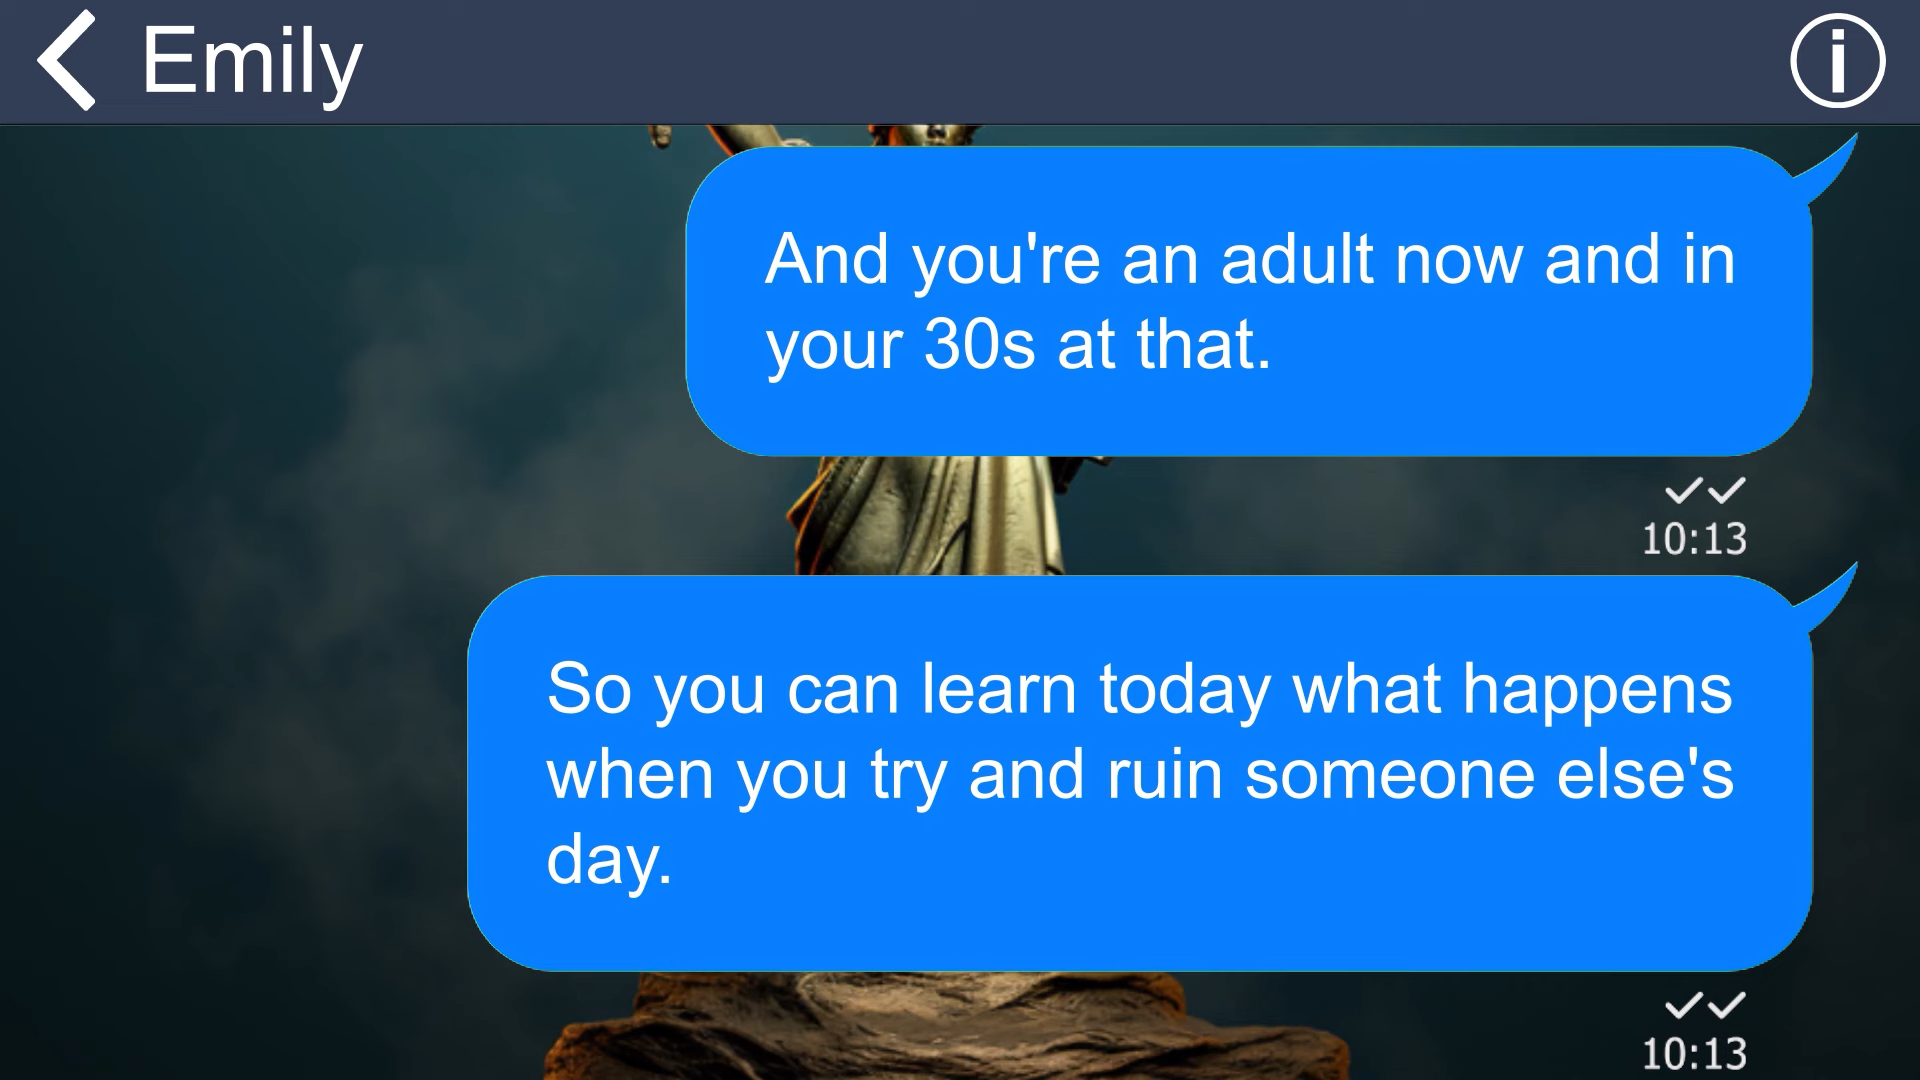 Emily
And you're an adult now and in
your 30s at that.
10:13
So you can learn today what happens
when you try and ruin someone else's
day.
10:13